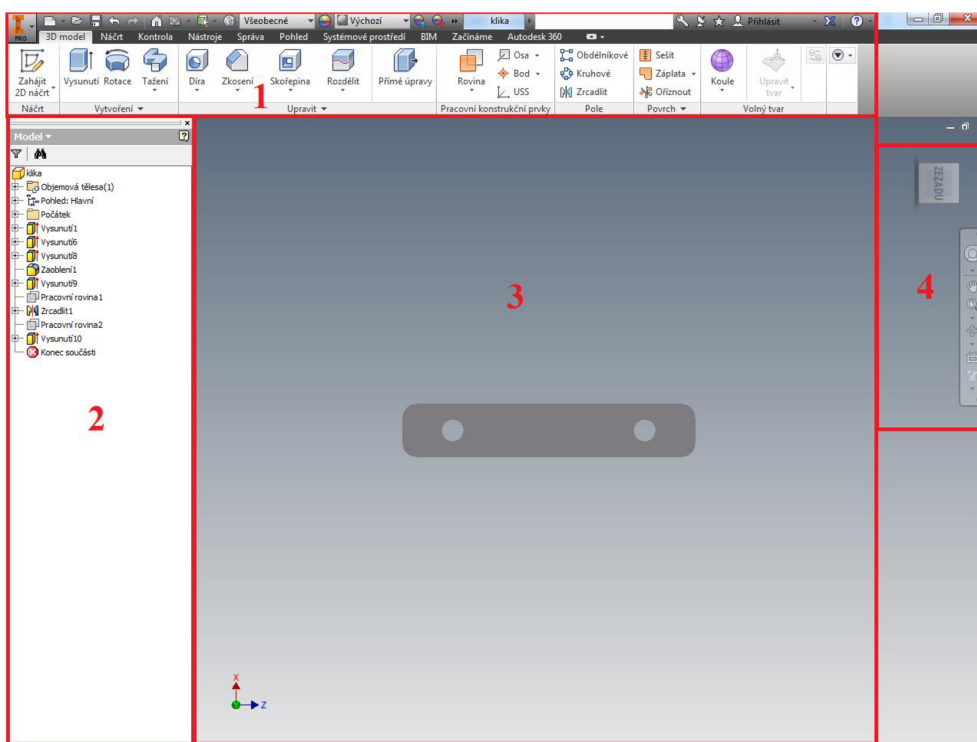 Všeobecné Výchozí klika Přihlásit
PRO 3D model Náčrt Kontrola Nástroje Správa Pohled Systémové prostředí BIM Začínáme Autodesk 360
Zahájit 2D náčrt Vysunutí Rotace Tažení Díra Zkosení Skořepina Rozdělit Přímé úpravy Rovina Osa Obdélníkové Sešít Koule Upravit tvar
Bod Kruhové Záplata
USS Zrcadlit Oříznout
Náčrt Vytvoření Upravit Pracovní konstrukční prvky Pole Povrch Volný tvar
1
Model
klika
Objemová tělesa(1)
Pohled: Hlavní
Počátek
Vysunutí1
Vysunutí6
Vysunutí8
Zaoblení1
Vysunutí9
Pracovní rovina1
Zrcadlit1
Pracovní rovina2
Vysunutí10
Konec součásti
2
3
X
Z
ZEZADU
4